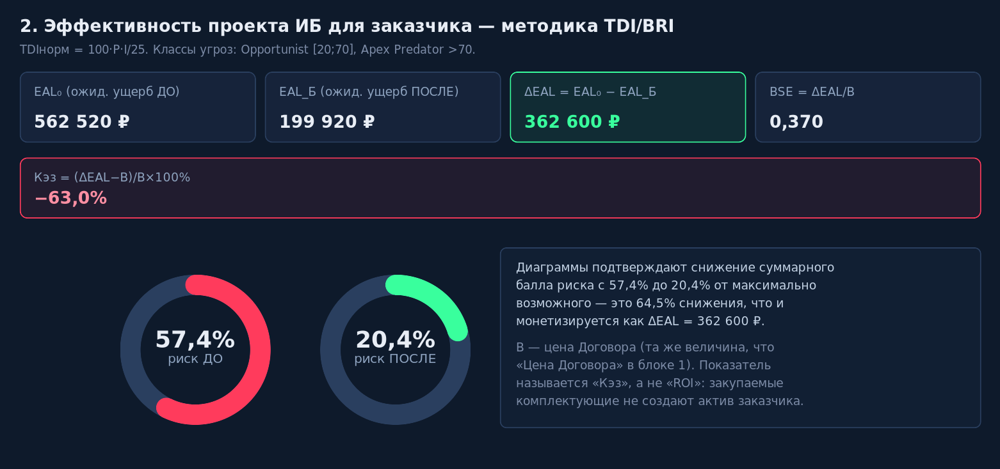 2. Эффективность проекта ИБ для заказчика — методика TDI/BRI
TDIнорм = 100·P·I/25. Классы угроз: Opportunist [20;70], Apex Predator >70.
EAL₀ (ожид. ущерб ДО)
562 520 ₽
EAL_Б (ожид. ущерб ПОСЛЕ)
199 920 ₽
ΔEAL = EAL₀ − EAL_Б
362 600 ₽
BSE = ΔEAL/B
0,370
Кэз = (ΔEAL−B)/B×100%
−63,0%
57,4%
риск ДО
20,4%
риск ПОСЛЕ
Диаграммы подтверждают снижение суммарного
балла риска с 57,4% до 20,4% от максимально
возможного — это 64,5% снижения, что и
монетизируется как ΔEAL = 362 600 ₽.
B — цена Договора (та же величина, что
«Цена Договора» в блоке 1). Показатель
называется «Кэз», а не «ROI»: закупаемые
комплектующие не создают актив заказчика.